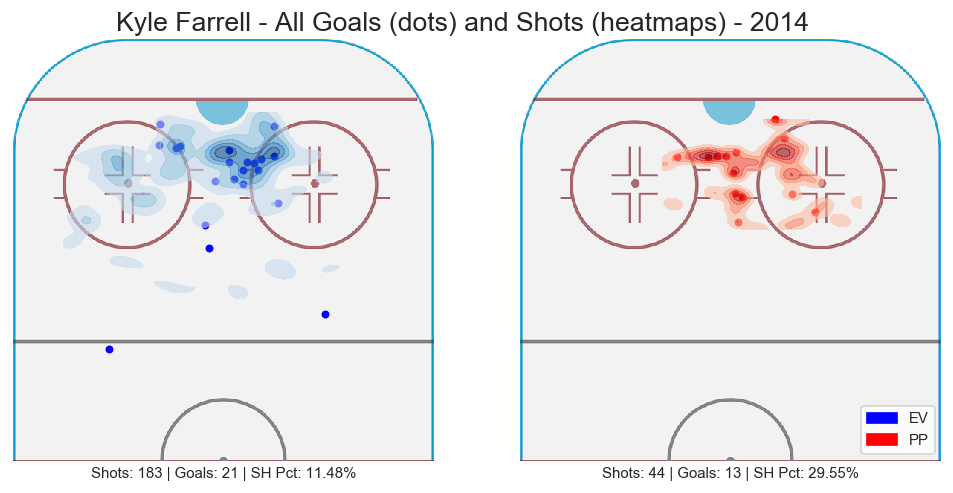 Kyle Farrell - All Goals (dots) and Shots (heatmaps) - 2014
EV
PP
Shots: 183 | Goals: 21 | SH Pct: 11.48%
Shots: 44 | Goals: 13 | SH Pct: 29.55%